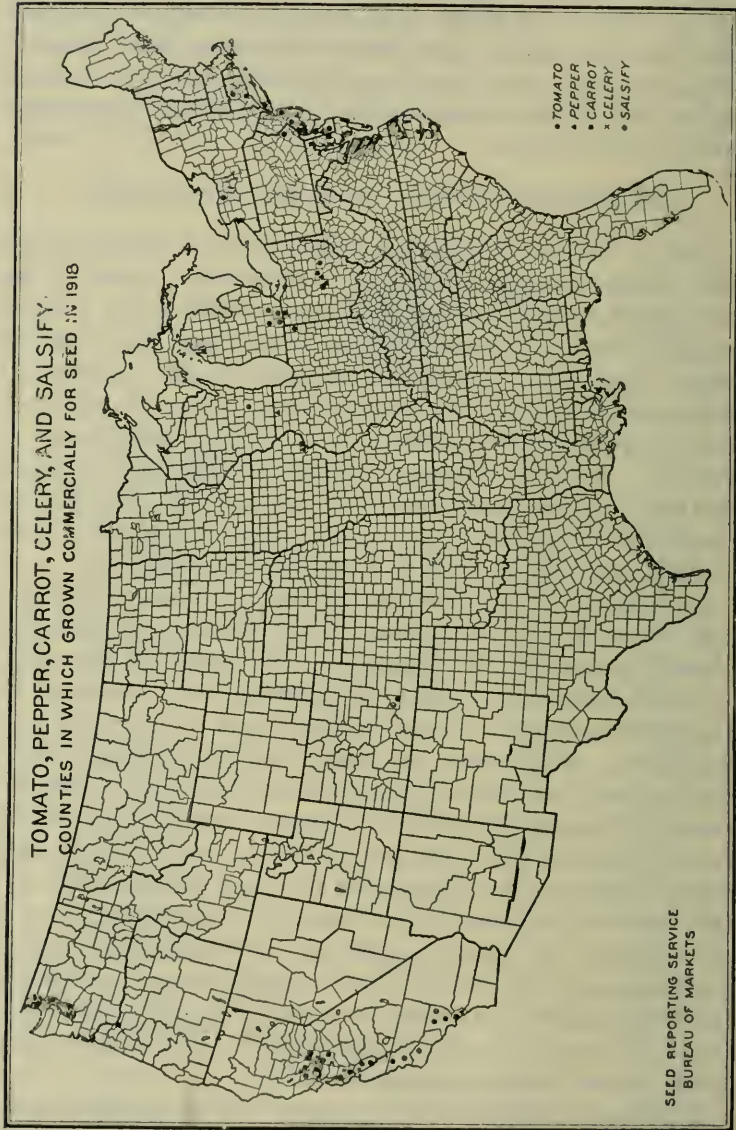 TOMATO, PEPPER, CARROT, CELERY, AND SALSIFY.
COUNTIES IN WHICH GROWN COMMERCIALLY FOR SEED IN 1918
• TOMATO
▲ PEPPER
■ CARROT
x CELERY
● SALSIFY
SEED REPORTING SERVICE
BUREAU OF MARKETS